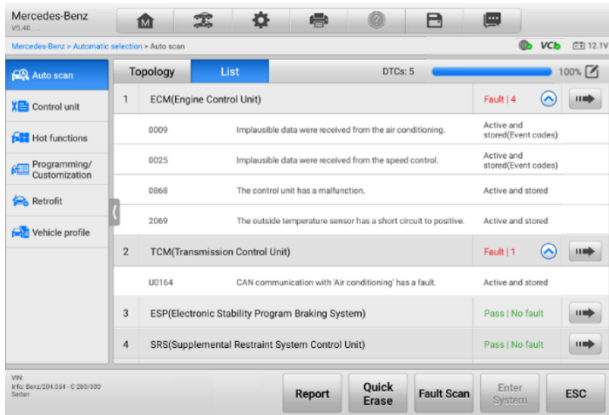 Mercedes-Benz
V5.40
Mercedes-Benz > Automatic selection > Auto scan
VCI
12.1V
Auto scan
Control unit
Hot functions
Programming/
Customization
Retrofit
Vehicle profile
Topology
List
DTCs: 5
100%
1 ECM(Engine Control Unit) Fault | 4
0009 Implausible data were received from the air conditioning. Active and
stored(Event codes)
0025 Implausible data were received from the speed control. Active and
stored(Event codes)
0868 The control unit has a malfunction. Active and stored
2069 The outside temperature sensor has a short circuit to positive. Active and stored
2 TCM(Transmission Control Unit) Fault | 1
U0164 CAN communication with 'Air conditioning' has a fault. Active and stored
3 ESP(Electronic Stability Program Braking System) Pass | No fault
4 SRS(Supplemental Restraint System Control Unit) Pass | No fault
VIN:
Info: Benz/204.054 - C 280/300
Sedan
Report
Quick
Erase
Fault Scan
Enter
System
ESC